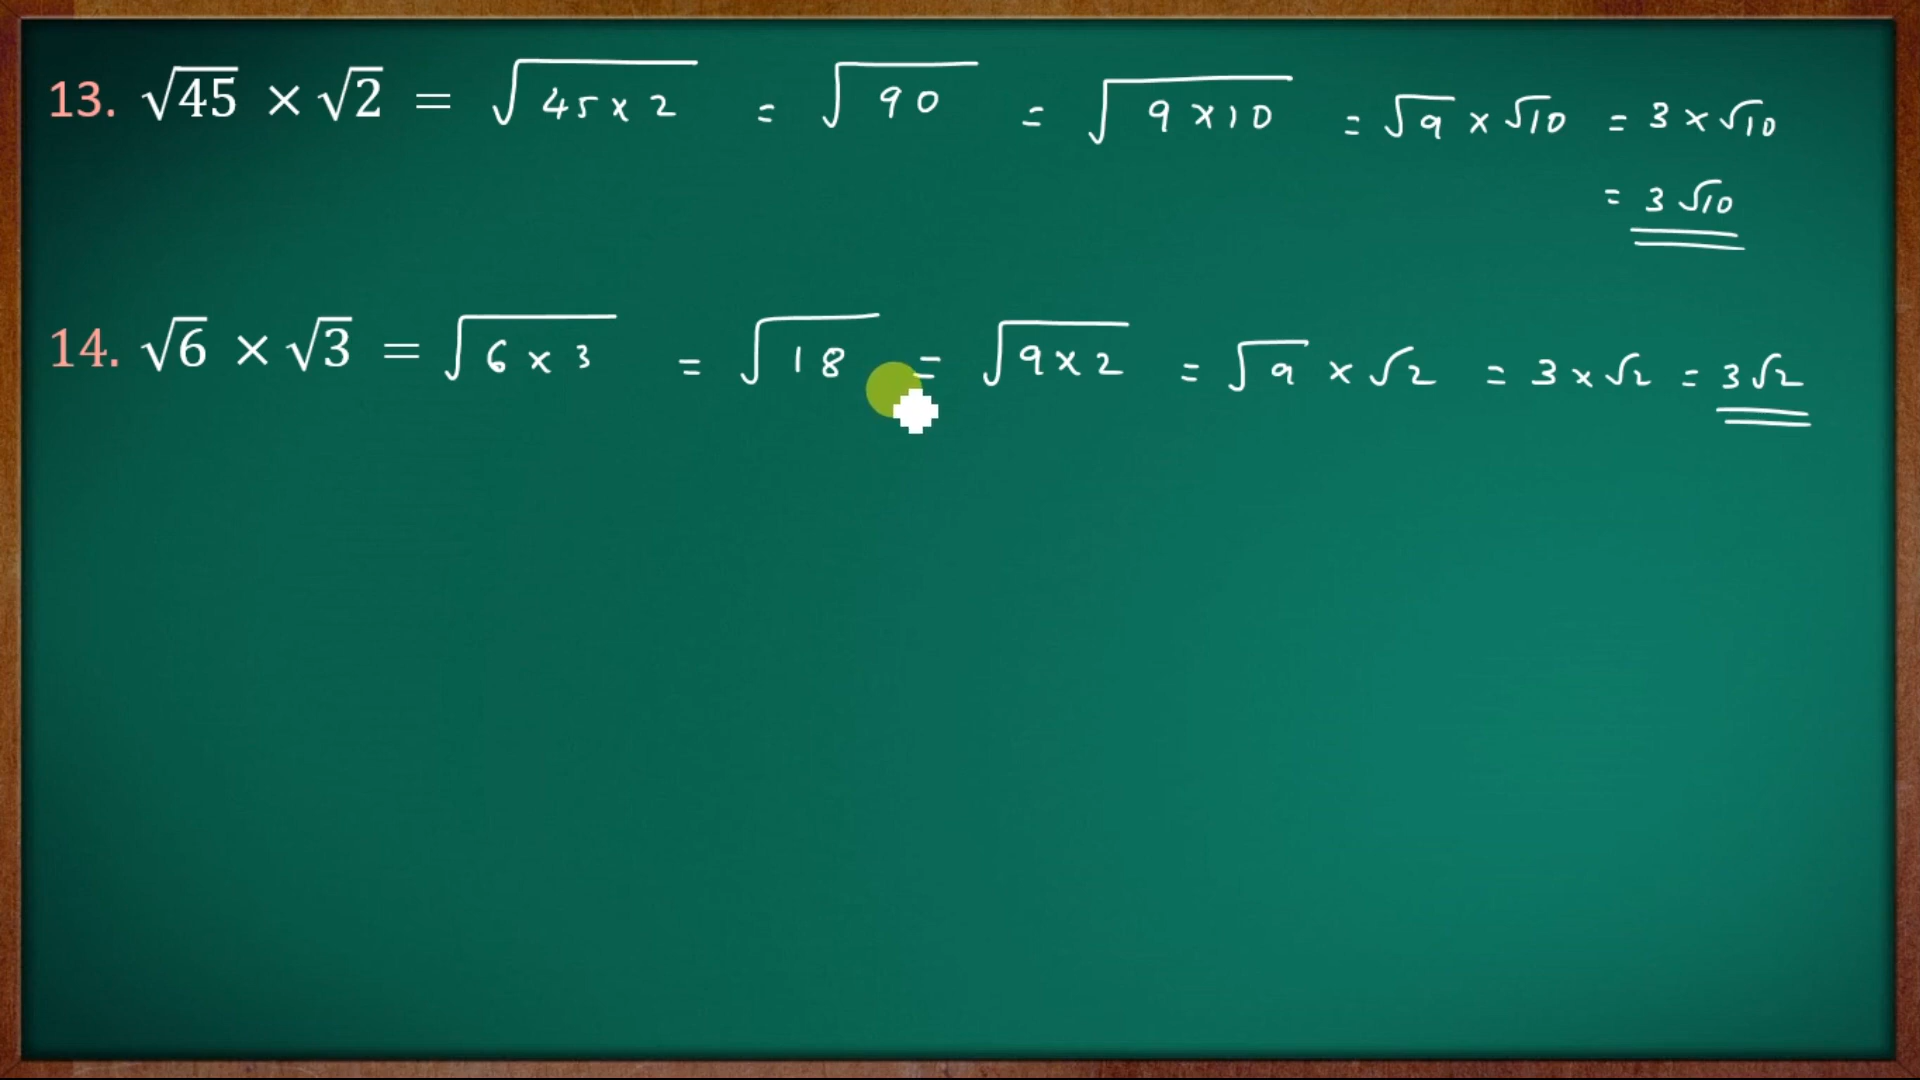 13. √45 × √2 = √45 × 2 = √90 = √9 × 10 = √9 × √10 = 3 × √10
= 3√10
14. √6 × √3 = √6 × 3 = √18 = √9 × 2 = √9 × √2 = 3 × √2 = 3√2